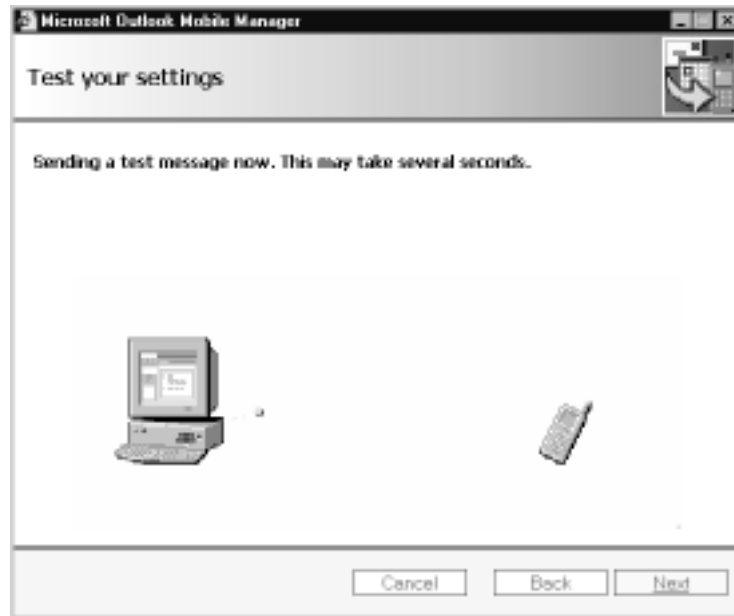 Microsoft Outlook Mobile Manager
Test your settings
Sending a test message now. This may take several seconds.
Cancel
Back
Next